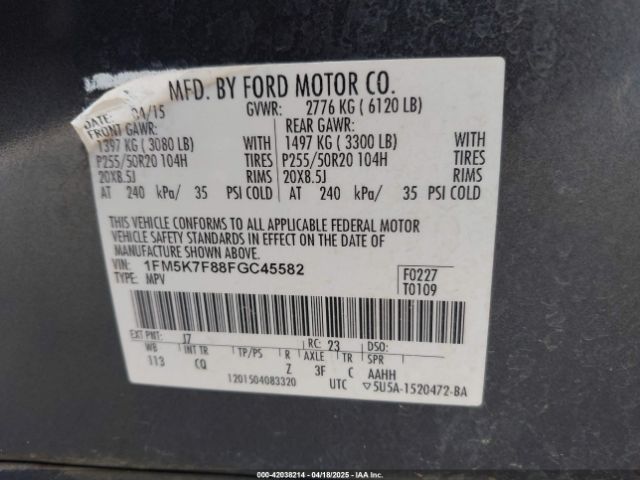 MFD. BY FORD MOTOR CO.
DATE: 04/15 GVWR: 2776 KG ( 6120 LB)
FRONT GAWR: REAR GAWR:
1397 KG ( 3080 LB) WITH 1497 KG ( 3300 LB) WITH
P255/50R20 104H TIRES P255/50R20 104H TIRES
20X8.5J RIMS 20X8.5J RIMS
AT 240 kPa/ 35 PSI COLD AT 240 kPa/ 35 PSI COLD
THIS VEHICLE CONFORMS TO ALL APPLICABLE FEDERAL MOTOR
VEHICLE SAFETY STANDARDS IN EFFECT ON THE DATE OF
MANUFACTURE SHOWN ABOVE.
VIN: 1FM5K7F88FGC45582 F0227
TYPE: MPV T0109
EXT PNT: J7 RC: 23 DSO:
WB INT TR TP/PS R AXLE TR SPR
113 CQ Z 3F C AAHH
1201504083320 UTC ▽5U5A-1520472-BA
000-42038214 - 04/18/2025 - IAA Inc.